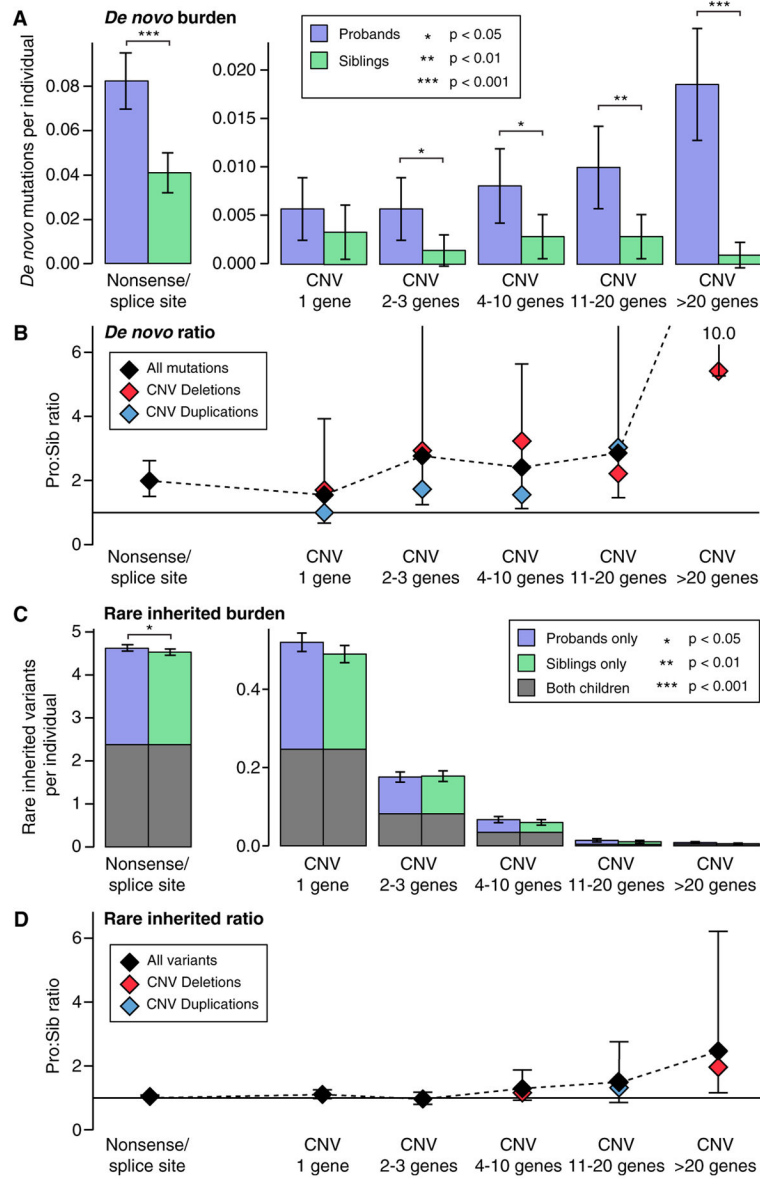 A
De novo burden
De novo mutations per individual
0.08
0.06
0.04
0.02
0.00
***
Nonsense/
splice site
0.020
0.015
0.010
0.005
0.000
Probands * p < 0.05
Siblings ** p < 0.01
*** p < 0.001
*
*
**
***
CNV CNV CNV CNV CNV
1 gene 2-3 genes 4-10 genes 11-20 genes >20 genes
B
De novo ratio
All mutations
CNV Deletions
CNV Duplications
Pro:Sib ratio
6
4
2
0
10.0
Nonsense/ CNV CNV CNV CNV CNV
splice site 1 gene 2-3 genes 4-10 genes 11-20 genes >20 genes
C
Rare inherited burden
Rare inherited variants
per individual
5
4
3
2
1
0
*
0.4
0.2
0.0
Probands only * p < 0.05
Siblings only ** p < 0.01
Both children *** p < 0.001
Nonsense/ CNV CNV CNV CNV CNV
splice site 1 gene 2-3 genes 4-10 genes 11-20 genes >20 genes
D
Rare inherited ratio
All variants
CNV Deletions
CNV Duplications
Pro:Sib ratio
6
4
2
0
Nonsense/ CNV CNV CNV CNV CNV
splice site 1 gene 2-3 genes 4-10 genes 11-20 genes >20 genes